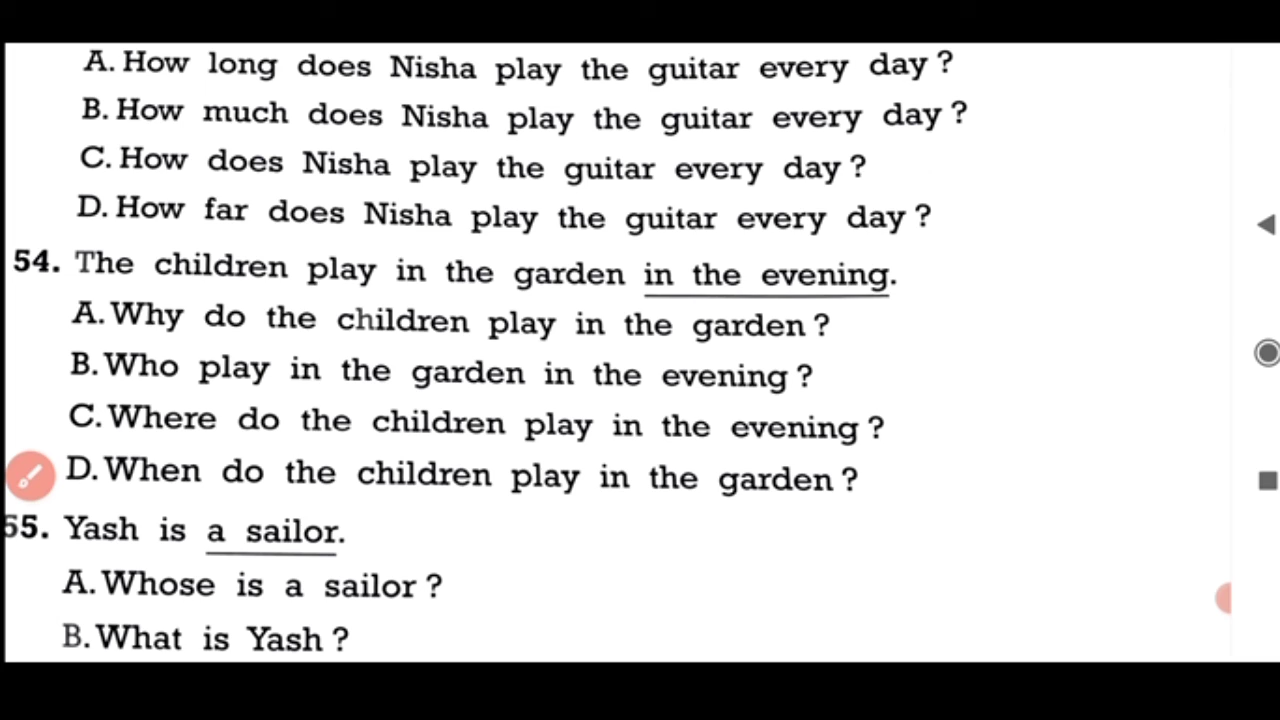 A. How long does Nisha play the guitar every day ?
B. How much does Nisha play the guitar every day ?
C. How does Nisha play the guitar every day ?
D. How far does Nisha play the guitar every day ?
54. The children play in the garden in the evening.
A. Why do the children play in the garden ?
B. Who play in the garden in the evening ?
C. Where do the children play in the evening ?
D. When do the children play in the garden ?
55. Yash is a sailor.
A. Whose is a sailor ?
B. What is Yash ?